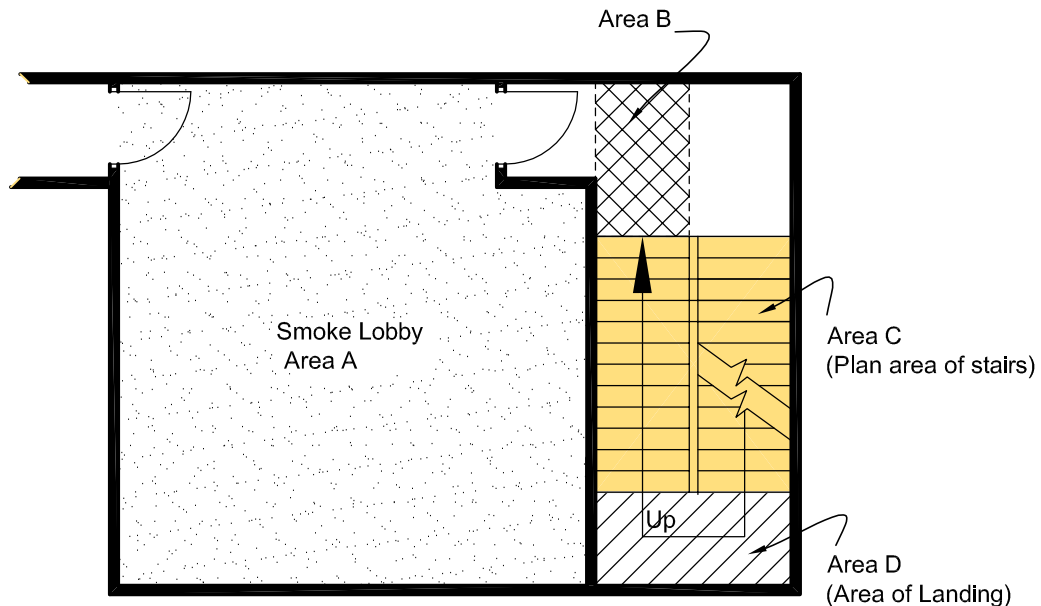 Area B
Smoke Lobby
Area A
Area C
(Plan area of stairs)
Up
Area D
(Area of Landing)